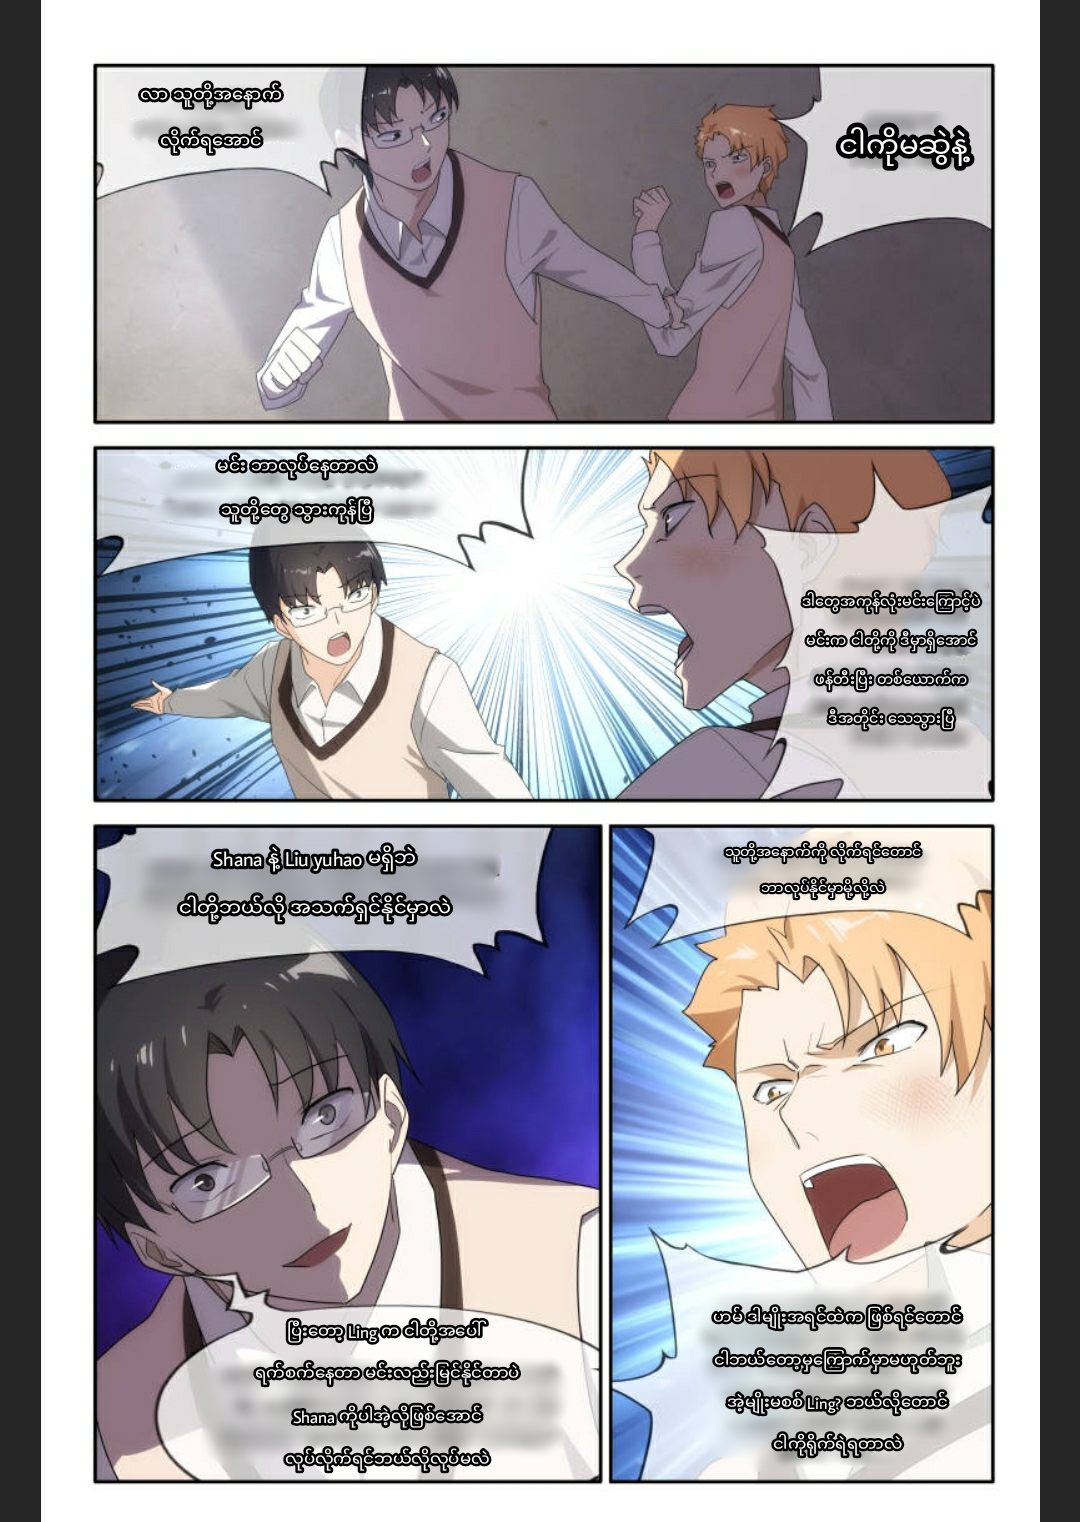 လာ သူတို့အနောက်
လိုက်ရအောင်
ငါကိုမဆွဲနဲ့
မင်း ဘာလုပ်နေတာလဲ
သူတို့တွေ သွားကုန်ပြီ
ဒါတွေအကုန်လုံးမင်းကြောင့်ပဲ
မင်းက ငါတို့ကို ဒီမှာရှိအောင်
ဖန်တီးပြီး တစ်ယောက်က
ဒီအတိုင်း သေသွားပြီ
Shana နဲ့ Liu yuhao မရှိဘဲ
ငါတို့ဘယ်လို အသက်ရှင်နိုင်မှာလဲ
သူတို့အနောက်ကို လိုက်ရင်တောင်
ဘာလုပ်နိုင်မှာမို့လို့လဲ
ပြီးတော့ Ling က ငါတို့အပေါ်
ရက်စက်နေတာ မင်းလည်းမြင်နိုင်တာပဲ
Shana ကိုပါအဲ့လိုဖြစ်အောင်
လုပ်လိုက်ရင်ဘယ်လိုလုပ်မလဲ
ဟမ် ဒါမျိုးအရင်ထဲက ဖြစ်ရင်တောင်
ငါဘယ်တော့မှကြောက်မှာမဟုတ်ဘူး
အဲ့မျိုးမစစ် Ling? ဘယ်လိုတောင်
ငါကိုရိုက်ရဲရတာလဲ